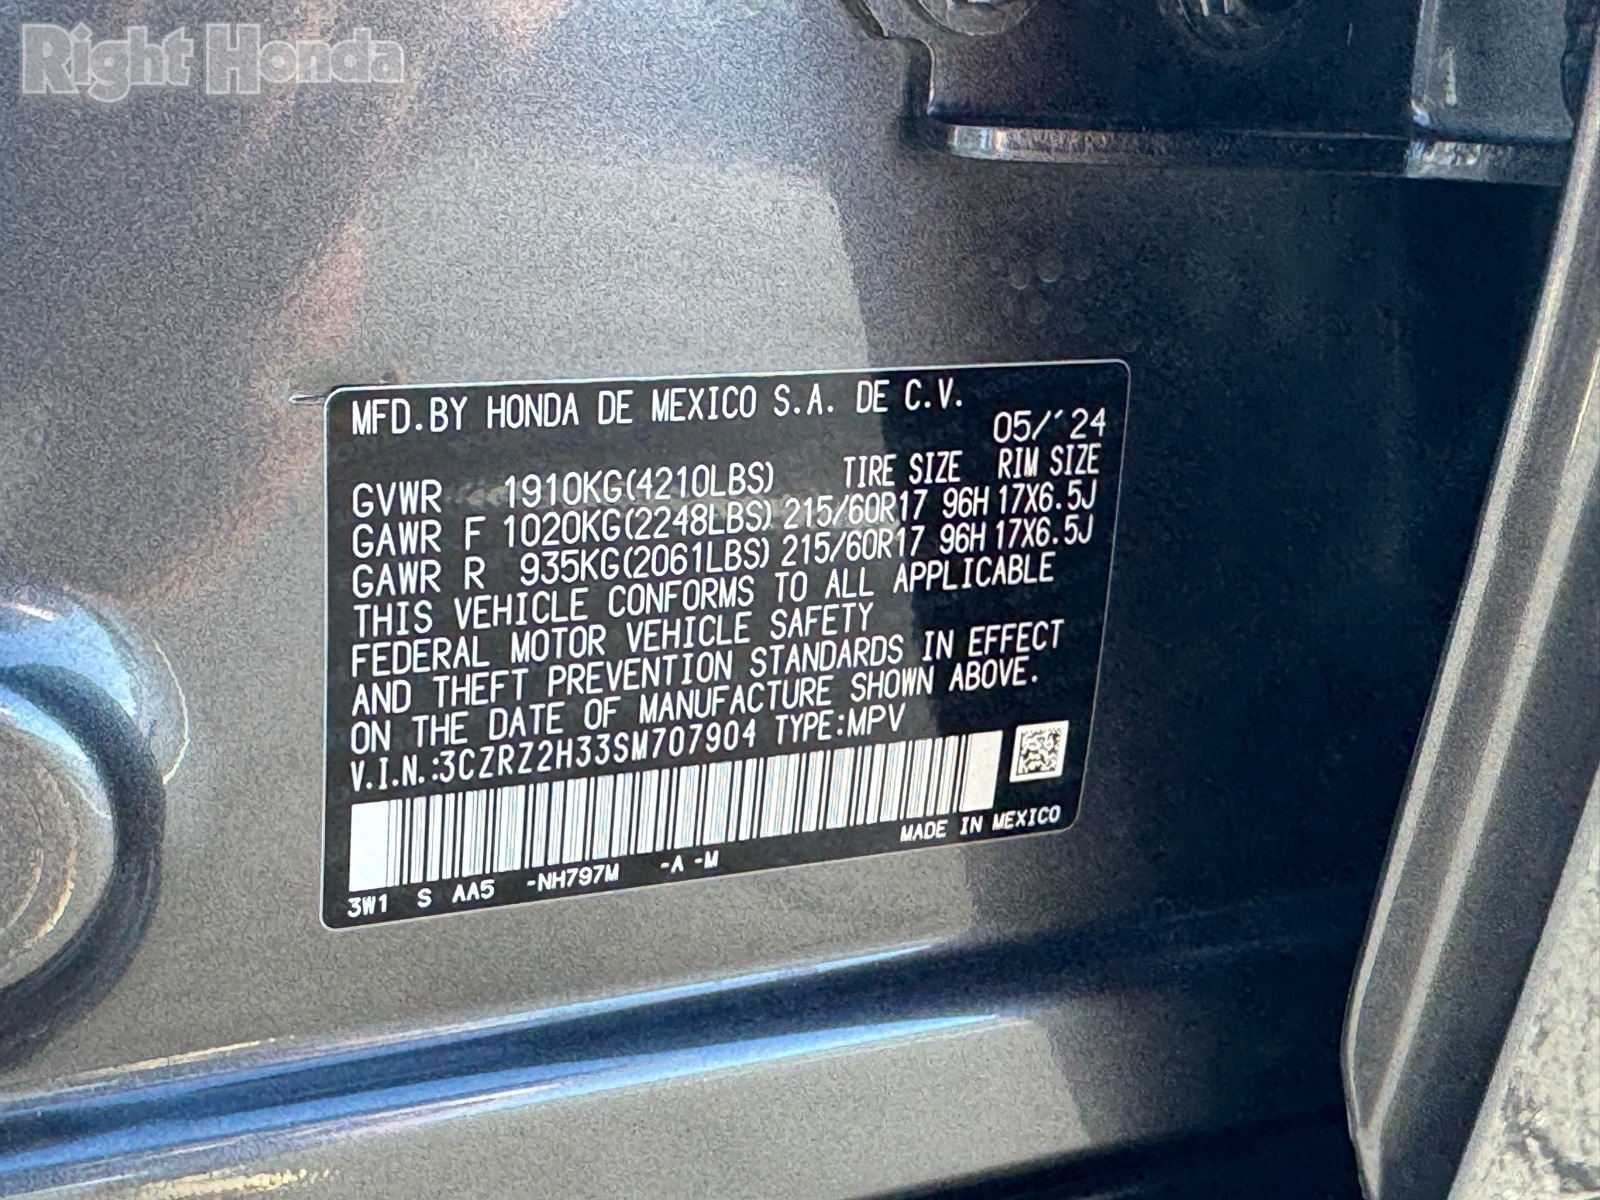 Right Honda
MFD.BY HONDA DE MEXICO S.A. DE C.V.
05/'24
TIRE SIZE RIM SIZE
GVWR 1910KG(4210LBS)
GAWR F 1020KG(2248LBS) 215/60R17 96H 17X6.5J
GAWR R 935KG(2061LBS) 215/60R17 96H 17X6.5J
THIS VEHICLE CONFORMS TO ALL APPLICABLE
FEDERAL MOTOR VEHICLE SAFETY
AND THEFT PREVENTION STANDARDS IN EFFECT
ON THE DATE OF MANUFACTURE SHOWN ABOVE.
V.I.N.:3CZRZ2H33SM707904 TYPE:MPV
MADE IN MEXICO
3W1 S AA5 -NH797M -A -M